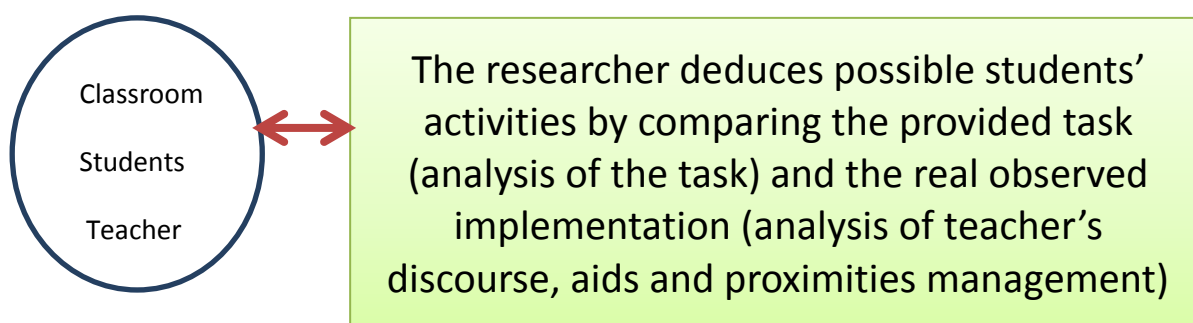 Classroom
Students
Teacher
The researcher deduces possible students’
activities by comparing the provided task
(analysis of the task) and the real observed
implementation (analysis of teacher’s
discourse, aids and proximities management)